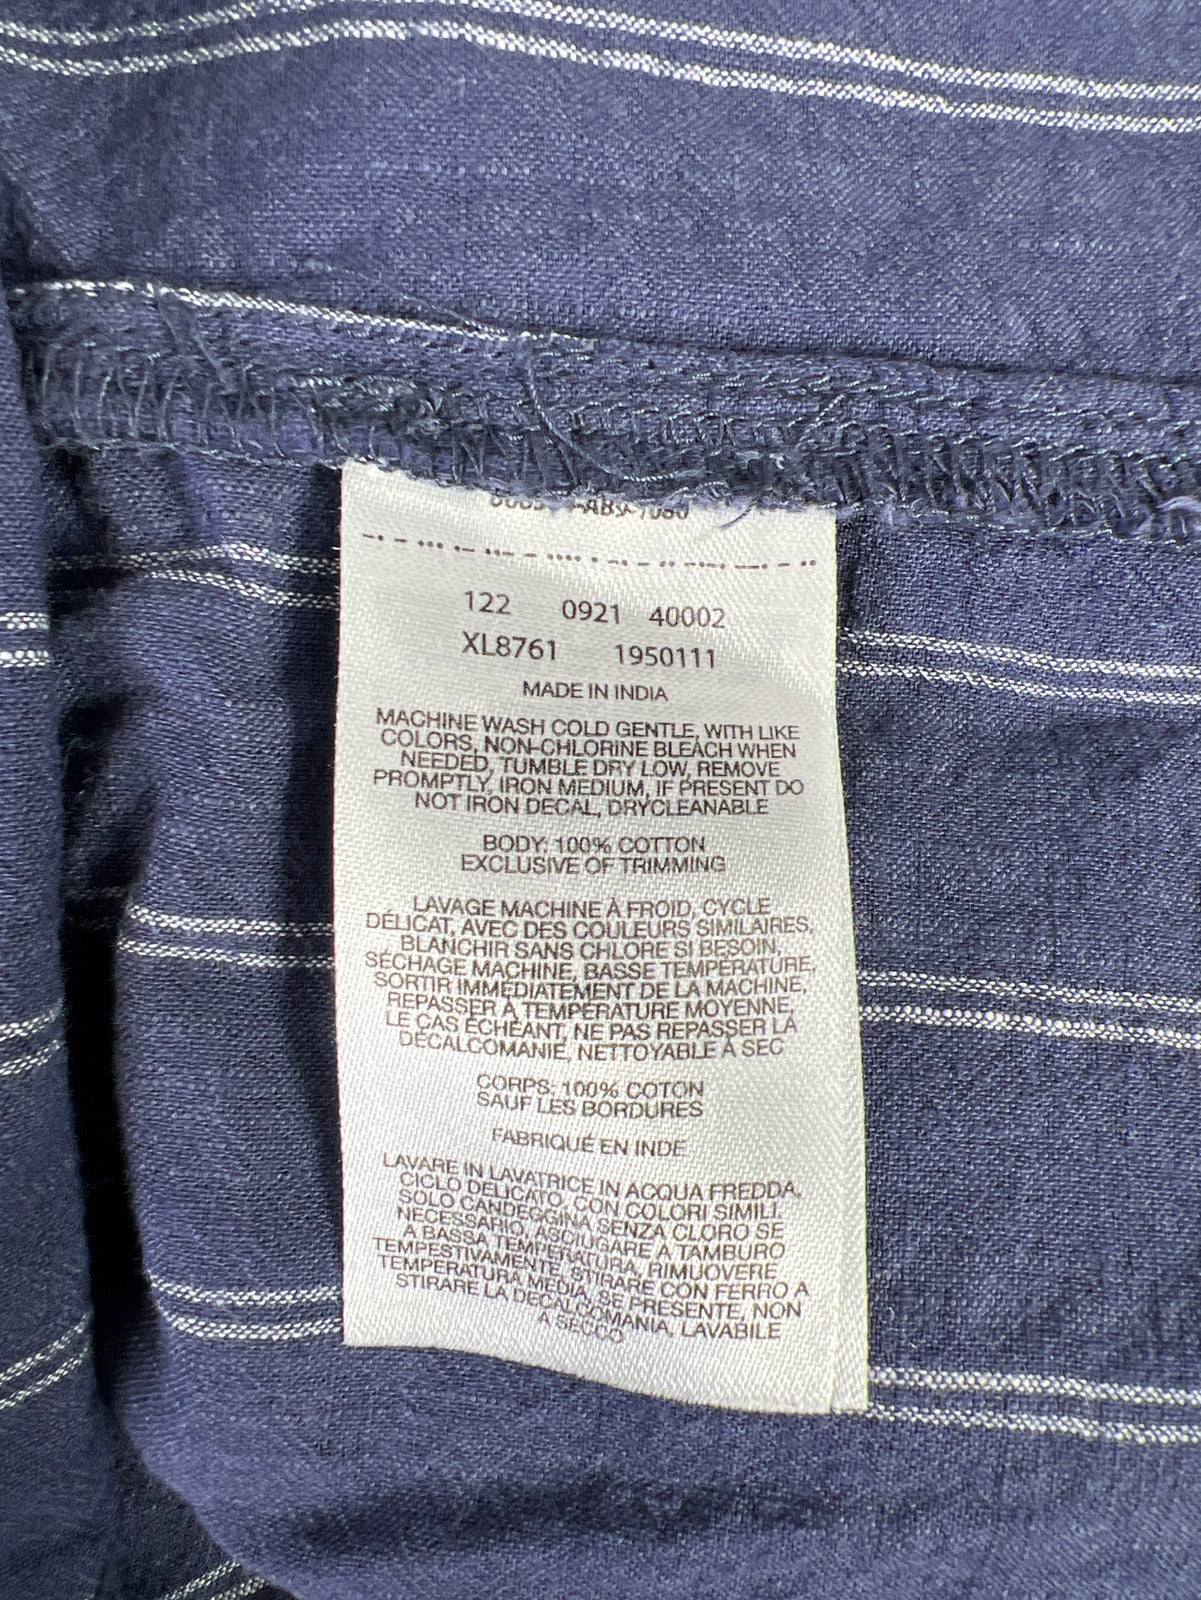 122 0921 40002
XL8761 1950111
MADE IN INDIA
MACHINE WASH COLD GENTLE, WITH LIKE
COLORS, NON-CHLORINE BLEACH WHEN
NEEDED, TUMBLE DRY LOW, REMOVE
PROMPTLY, IRON MEDIUM, IF PRESENT DO
NOT IRON DECAL, DRYCLEANABLE
BODY: 100% COTTON
EXCLUSIVE OF TRIMMING
LAVAGE MACHINE À FROID, CYCLE
DÉLICAT, AVEC DES COULEURS SIMILAIRES,
BLANCHIR SANS CHLORE SI BESOIN,
SÉCHAGE MACHINE, BASSE TEMPERATURE,
SORTIR IMMÉDIATEMENT DE LA MACHINE,
REPASSER À TEMPÉRATURE MOYENNE,
LE CAS ÉCHÉANT, NE PAS REPASSER LA
DÉCALCOMANIE, NETTOYABLE À SEC
CORPS: 100% COTON
SAUF LES BORDURES
FABRIQUÉ EN INDE
LAVARE IN LAVATRICE IN ACQUA FREDDA,
CICLO DELICATO, CON COLORI SIMILI.
SOLO CANDEGGINA SENZA CLORO SE
NECESSARIO, ASCIUGARE A TAMBURO
A BASSA TEMPERATURA, RIMUOVERE
TEMPESTIVAMENTE, STIRARE CON FERRO A
TEMPERATURA MEDIA, SE PRESENTE, NON
STIRARE LA DECALCOMANIA, LAVABILE
A SECCO